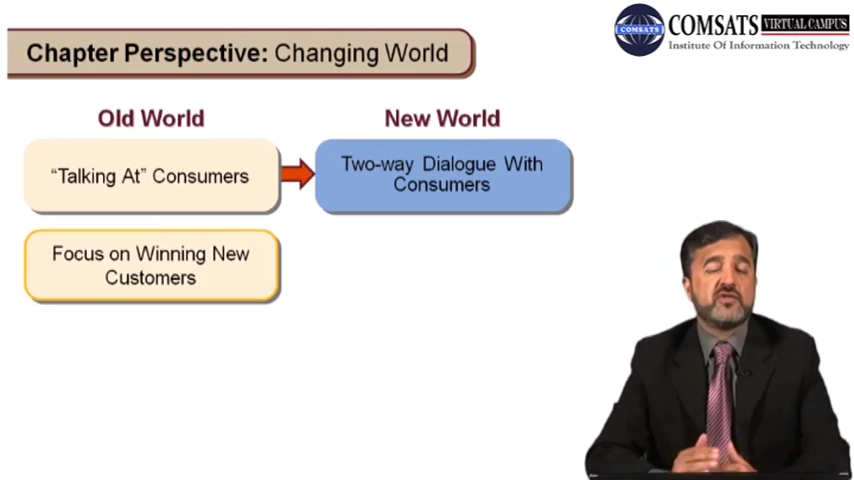 COMSATS VIRTUAL CAMPUS
COMSATS
Institute Of Information Technology
Chapter Perspective: Changing World
Old World
New World
“Talking At” Consumers
Two-way Dialogue With
Consumers
Focus on Winning New
Customers